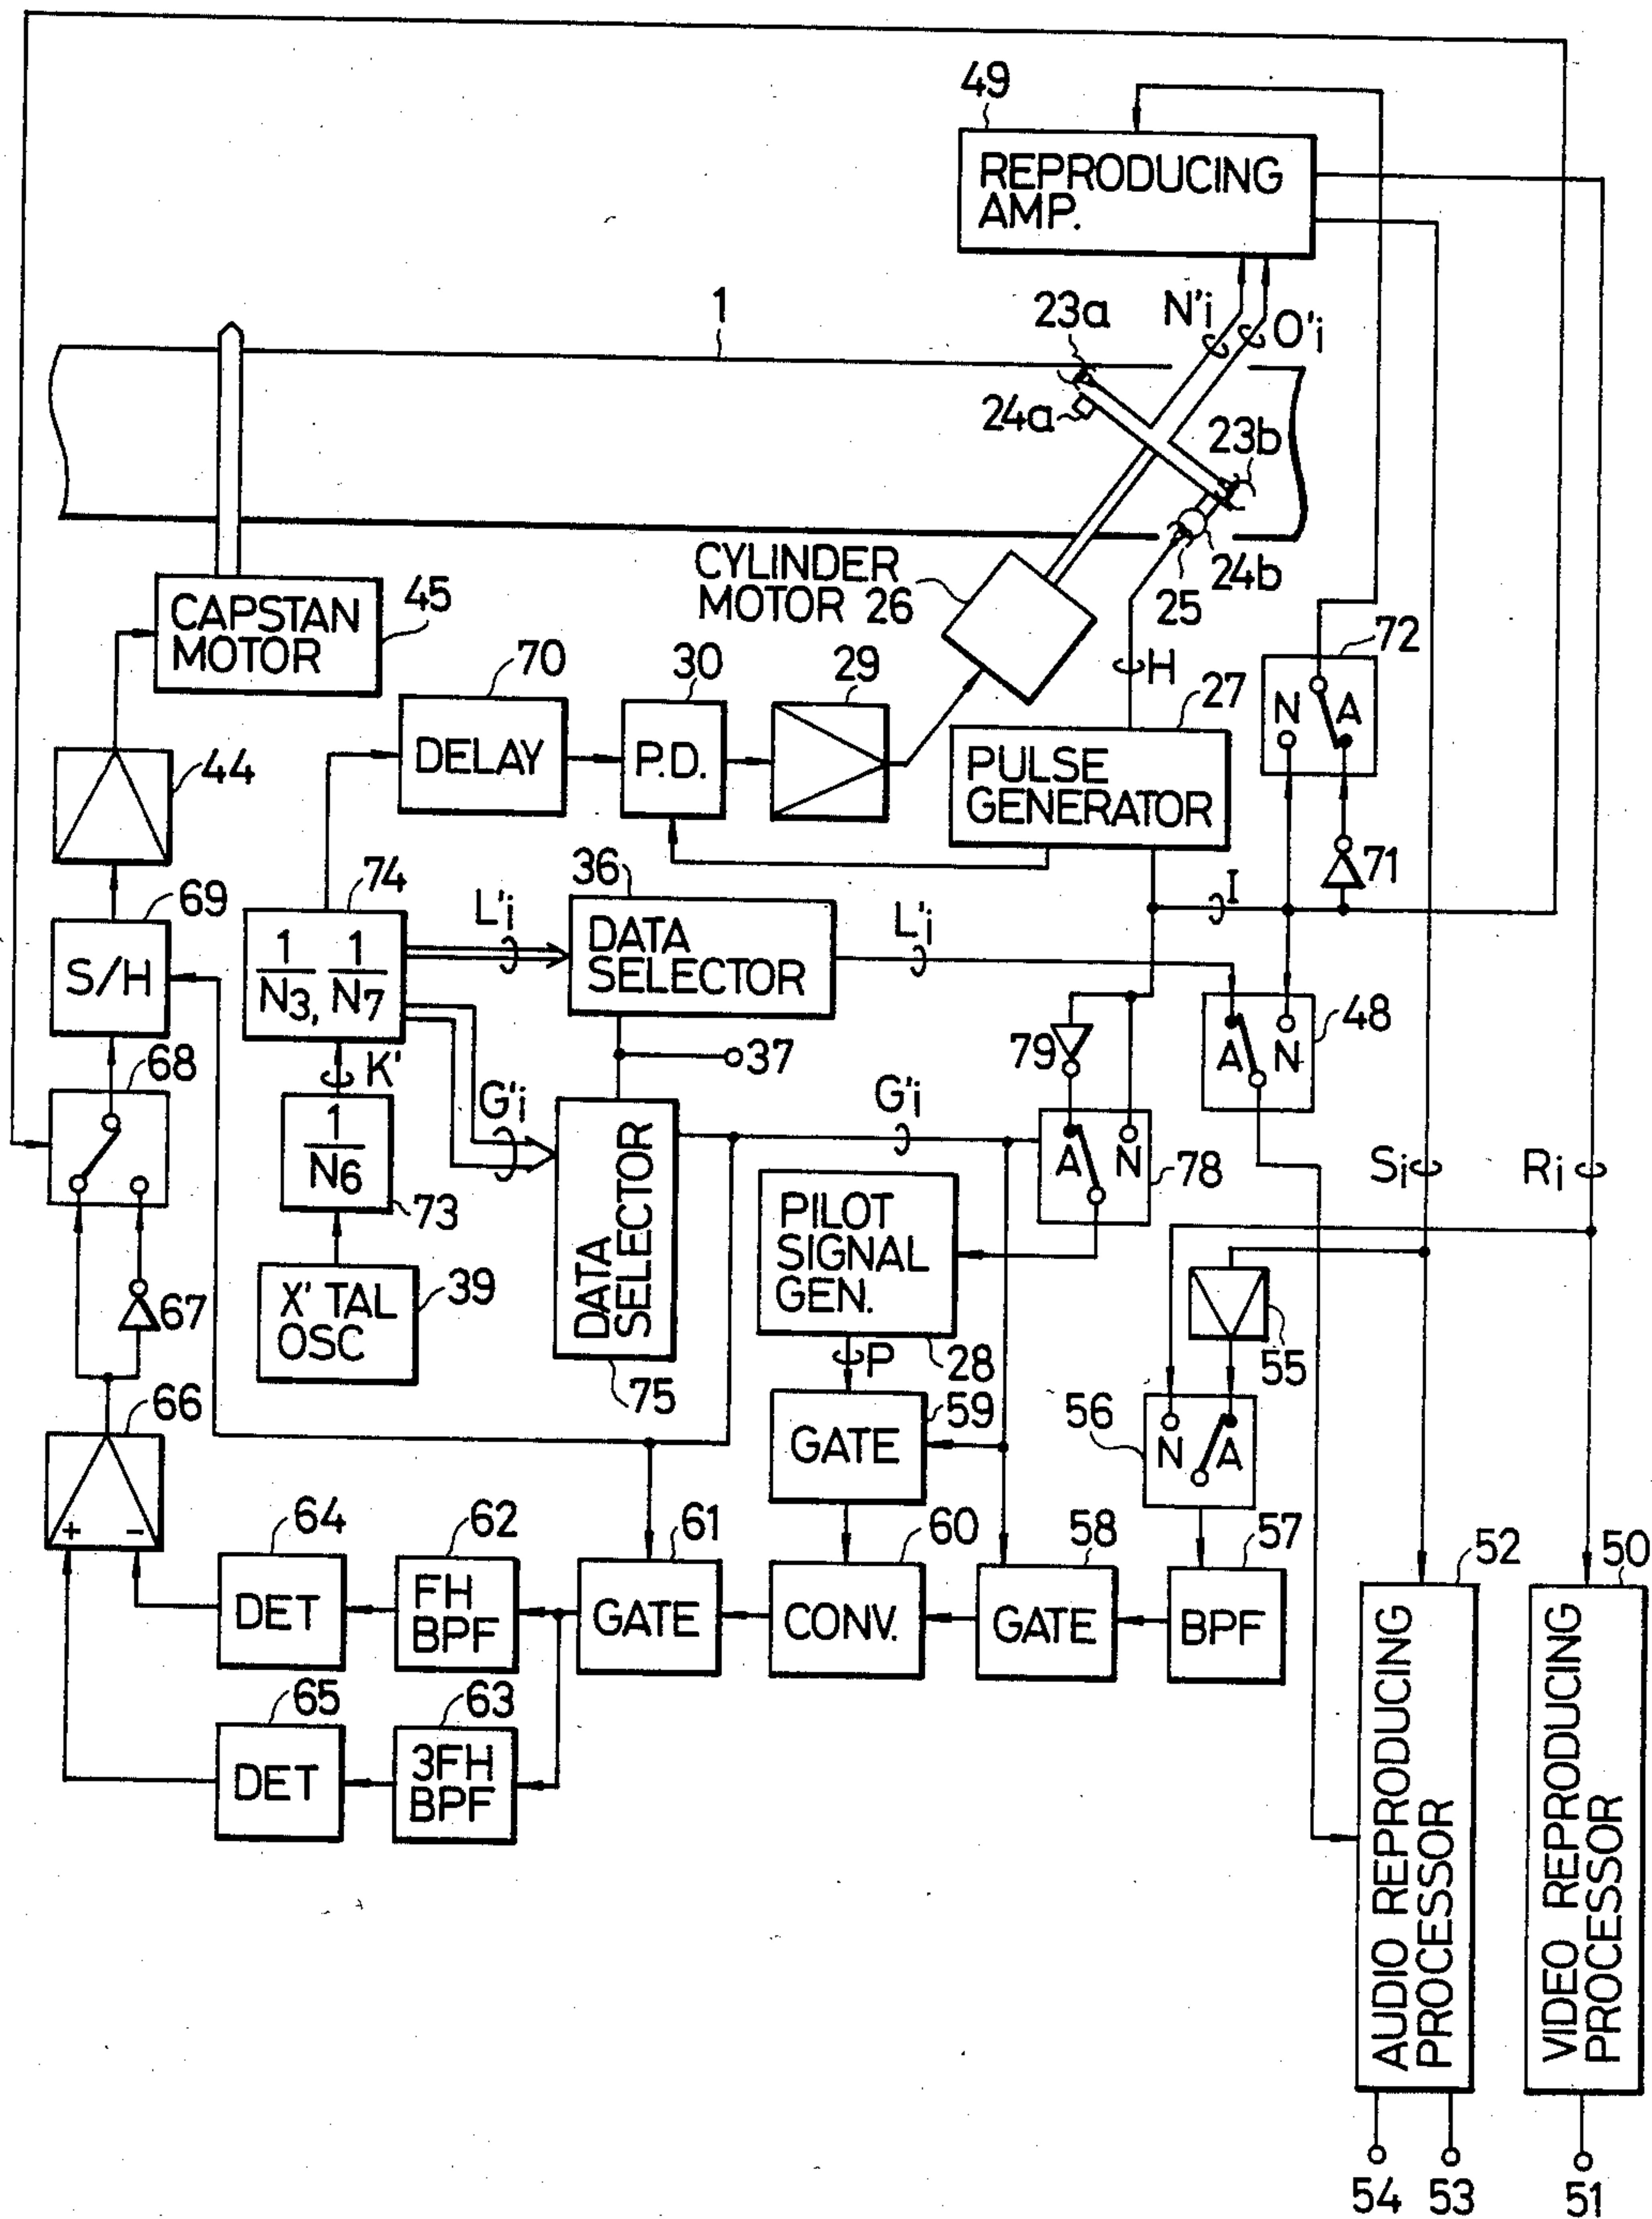 49
REPRODUCING
AMP.
1
23a
N'i
O'i
24a
23b
CYLINDER
MOTOR 26
25
24b
CAPSTAN
MOTOR
45
72
N
A
70
30
29
H
27
DELAY
P.D.
PULSE
GENERATOR
44
71
74
36
I
69
L'i
DATA
SELECTOR
L'i
S/H
1
N3,
1
N7
48
A
N
37
79
68
K'
G'i
G'i
1
N6
73
DATA
SELECTOR
A
N
78
Si
Ri
PILOT
SIGNAL
GEN.
X'TAL
OSC
39
67
28
P
55
75
66
59
56
GATE
N
A
+
-
64
62
61
60
58
57
52
50
DET
FH
BPF
GATE
CONV.
GATE
BPF
65
63
DET
3FH
BPF
AUDIO REPRODUCING
PROCESSOR
VIDEO REPRODUCING
PROCESSOR
54
53
51